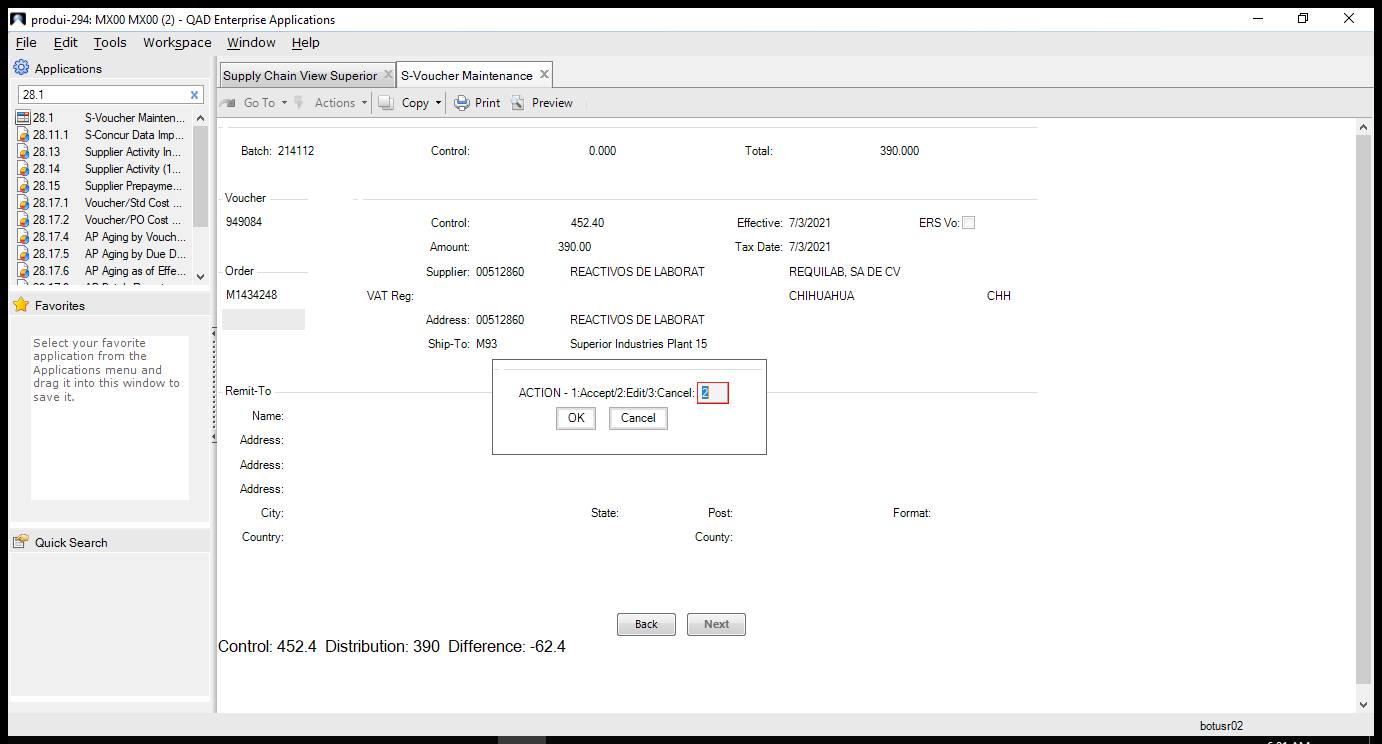 produi-294: MX00 MX00 (2) - QAD Enterprise Applications
File Edit Tools Workspace Window Help
Applications
28.1
28.1 S-Voucher Mainten...
28.11.1 S-Concur Data Imp...
28.13 Supplier Activity In...
28.14 Supplier Activity (1...
28.15 Supplier Prepayme...
28.17.1 Voucher/Std Cost ...
28.17.2 Voucher/PO Cost ...
28.17.4 AP Aging by Vouch...
28.17.5 AP Aging by Due D...
28.17.6 AP Aging as of Effe...
Favorites
Select your favorite
application from the
Applications menu and
drag it into this window to
save it.
Quick Search
Supply Chain View Superior S-Voucher Maintenance
Go To Actions Copy Print Preview
Batch: 214112 Control: 0.000 Total: 390.000
Voucher
949084 Control: 452.40 Effective: 7/3/2021 ERS Vo:
Amount: 390.00 Tax Date: 7/3/2021
Order Supplier: 00512860 REACTIVOS DE LABORAT REQUILAB, SA DE CV
M1434248 VAT Reg: CHIHUAHUA CHH
Address: 00512860 REACTIVOS DE LABORAT
Ship-To: M93 Superior Industries Plant 15
ACTION - 1:Accept/2:Edit/3:Cancel: 2
OK Cancel
Remit-To
Name:
Address:
Address:
Address:
City: State: Post: Format:
Country: County:
Back Next
Control: 452.4 Distribution: 390 Difference: -62.4
botusr02